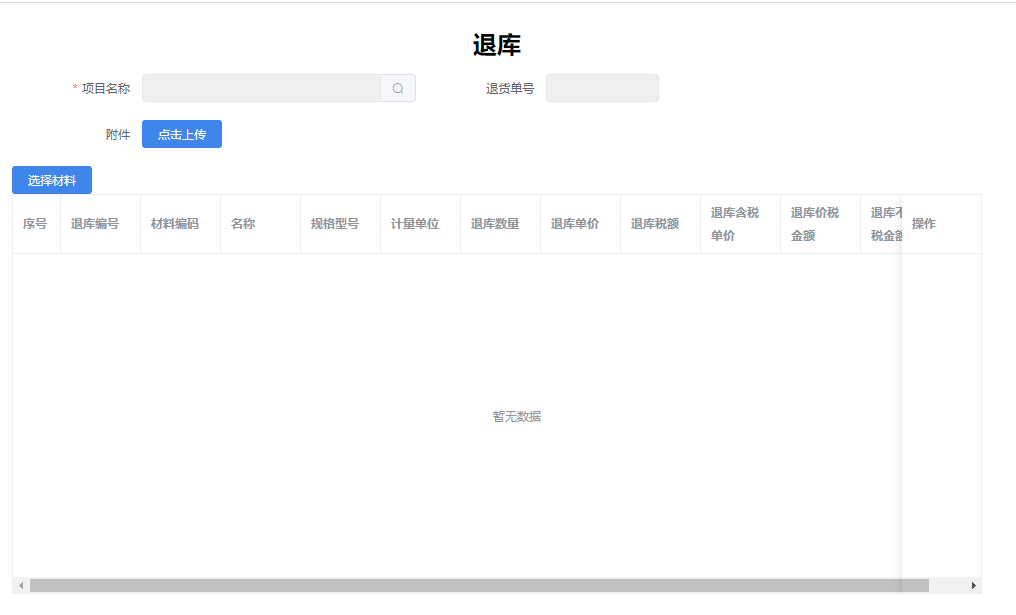 退库
* 项目名称 退货单号
附件 点击上传
选择材料
序号 退库编号 材料编码 名称 规格型号 计量单位 退库数量 退库单价 退库税额 退库含税单价 退库价税金额 退库不税金额 操作
暂无数据